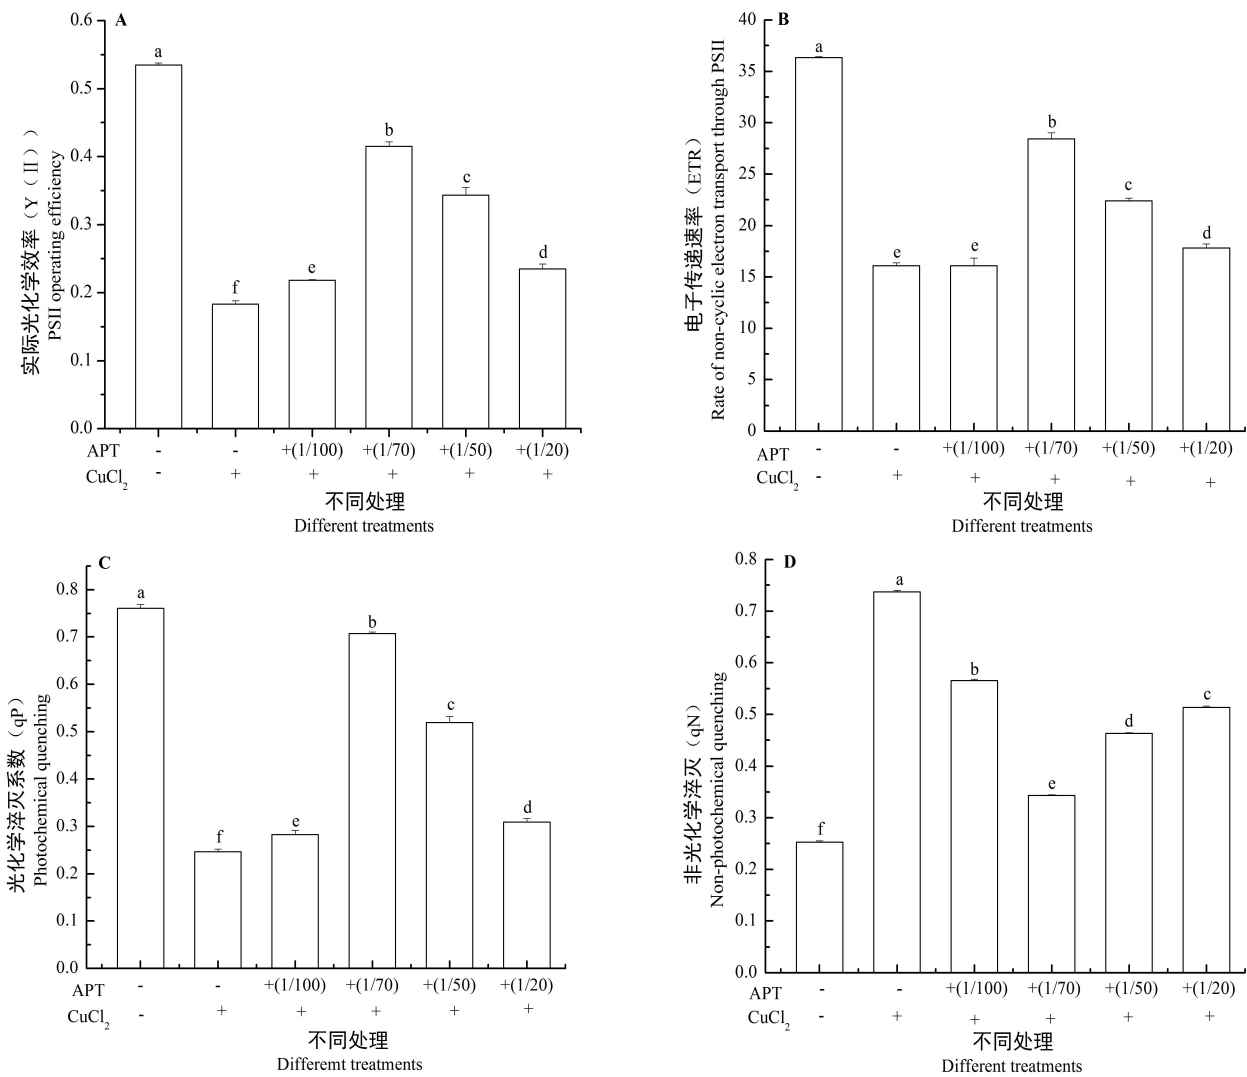 A
0.6
0.5
0.4
0.3
0.2
0.1
0.0
实际光化学效率（Y（Ⅱ））
PSII operating efficiency
a
f
e
b
c
d
APT - - +(1/100) +(1/70) +(1/50) +(1/20)
CuCl2 - + + + + +
不同处理
Different treatments
B
40
35
30
25
20
15
10
5
0
电子传递速率（ETR）
Rate of non-cyclic electron transport through PSII
a
e
e
b
c
d
APT - - +(1/100) +(1/70) +(1/50) +(1/20)
CuCl2 - + + + + +
不同处理
Different treatments
C
0.8
0.7
0.6
0.5
0.4
0.3
0.2
0.1
0.0
光化学淬灭系数（qP）
Photochemical quenching
a
f
e
b
c
d
APT - - +(1/100) +(1/70) +(1/50) +(1/20)
CuCl2 - + + + + +
不同处理
Differemt treatments
D
0.8
0.7
0.6
0.5
0.4
0.3
0.2
0.1
0.0
非光化学淬灭（qN）
Non-photochemical quenching
f
a
b
e
d
c
APT - - +(1/100) +(1/70) +(1/50) +(1/20)
CuCl2 - + + + + +
不同处理
Different treatments